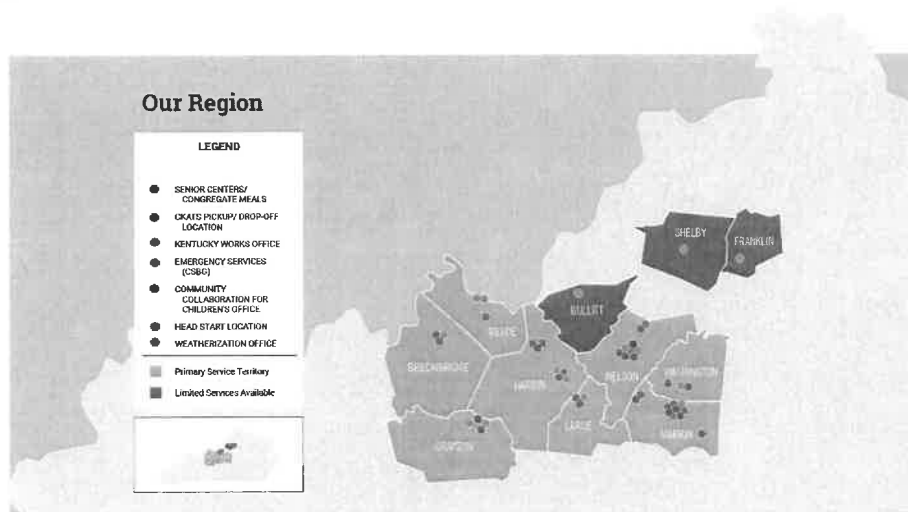 Our Region
LEGEND
SENIOR CENTERS/
CONGREGATE MEALS
CKATS PICKUP/ DROP-OFF
LOCATION
KENTUCKY WORKS OFFICE
EMERGENCY SERVICES
(CSBG)
COMMUNITY
COLLABORATION FOR
CHILDREN'S OFFICE
HEAD START LOCATION
WEATHERIZATION OFFICE
Primary Service Territory
Limited Services Available
SHELBY
FRANKLIN
BULLITT
MEADE
BRECKINRIDGE
HARDIN
NELSON
WASHINGTON
LARUE
MARION
GRAYSON